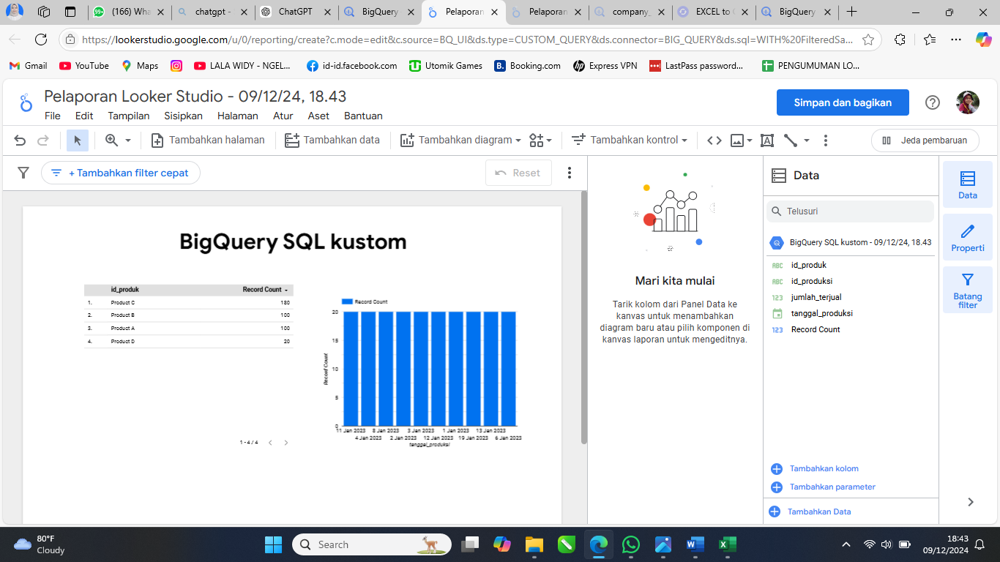 (166) Wha
chatgpt -
ChatGPT
BigQuery
Pelaporan
Pelaporan
company_
EXCEL to
BigQuery
https://lookerstudio.google.com/u/0/reporting/create?c.mode=edit&c.source=BQ_UI&ds.type=CUSTOM_QUERY&ds.connector=BIG_QUERY&ds.sql=WITH%20FilteredSa...
Gmail
YouTube
Maps
LALA WIDY - NGEL...
id-id.facebook.com
Utomik Games
Booking.com
Express VPN
LastPass password...
PENGUMUMAN LO...
Pelaporan Looker Studio - 09/12/24, 18.43
File Edit Tampilan Sisipkan Halaman Atur Aset Bantuan
Simpan dan bagikan
Tambahkan halaman
Tambahkan data
Tambahkan diagram
Tambahkan kontrol
Jeda pembaruan
+ Tambahkan filter cepat
Reset
BigQuery SQL kustom
id_produk Record Count
1. Product C 180
2. Product B 100
3. Product A 100
4. Product D 20
1 - 4 / 4
Record Count
20
15
10
5
0
Record Count
11 Jan 2023 8 Jan 2023 3 Jan 2023 1 Jan 2023 13 Jan 2023
4 Jan 2023 2 Jan 2023 12 Jan 2023 19 Jan 2023 6 Jan 2023
tanggal_produksi
Mari kita mulai
Tarik kolom dari Panel Data ke
kanvas untuk menambahkan
diagram baru atau pilih komponen di
kanvas laporan untuk mengeditnya.
Data
Telusuri
BigQuery SQL kustom - 09/12/24, 18.43
ABC id_produk
ABC id_produksi
123 jumlah_terjual
tanggal_produksi
123 Record Count
Tambahkan kolom
Tambahkan parameter
Tambahkan Data
Data
Properti
Batang
filter
80°F
Cloudy
Search
18:43
09/12/2024